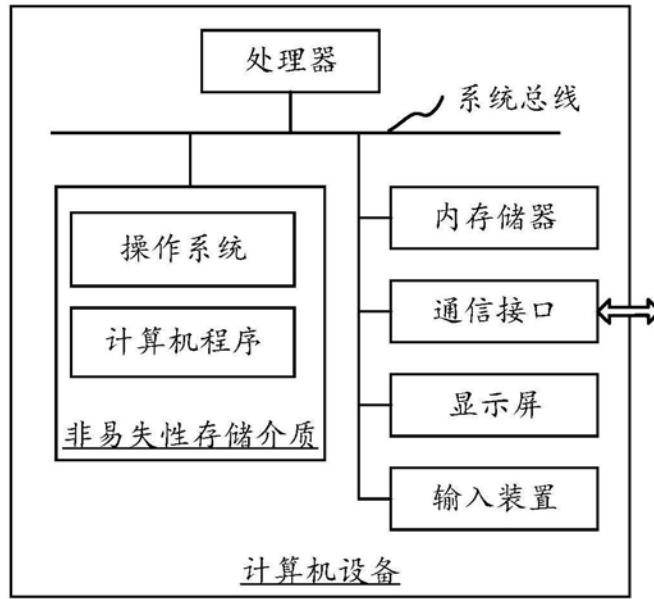 处理器
系统总线
操作系统
计算机程序
非易失性存储介质
内存储器
通信接口
显示屏
输入装置
计算机设备